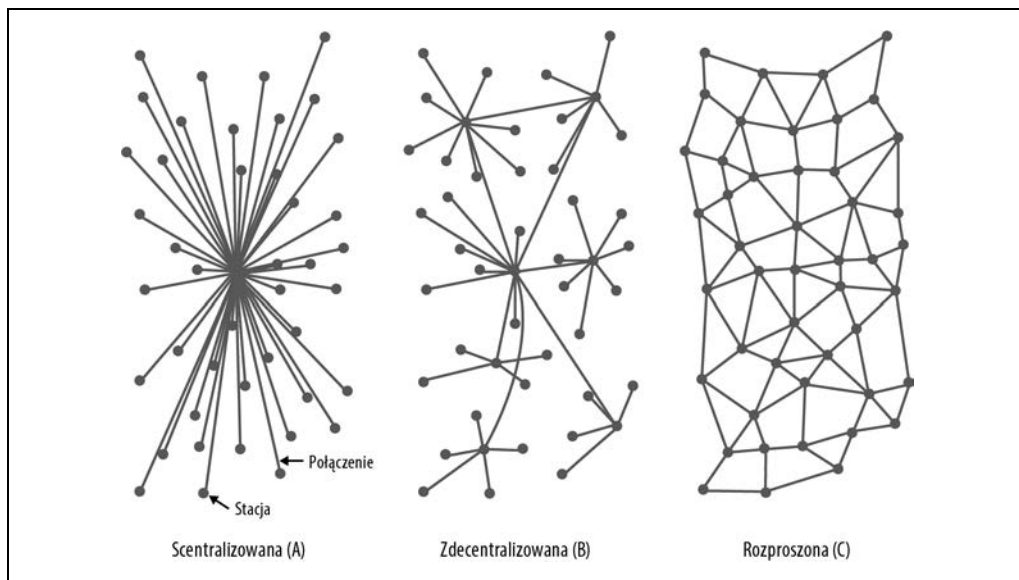 Połączenie
Stacja
Scentralizowana (A)
Zdecentralizowana (B)
Rozproszona (C)